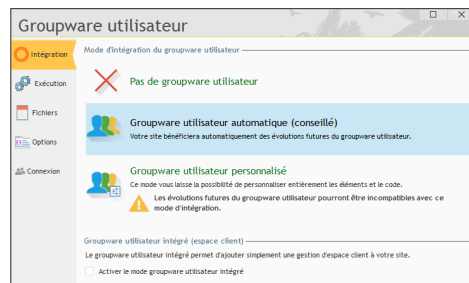 Groupware utilisateur
Intégration
Exécution
Fichiers
Options
Connexion
Mode d'intégration du groupware utilisateur
Pas de groupware utilisateur
Groupware utilisateur automatique (conseillé)
Votre site bénéficiera automatiquement des évolutions futures du groupware utilisateur.
Groupware utilisateur personnalisé
Ce mode vous laisse la possibilité de personnaliser entièrement les éléments et le code.
Les évolutions futures du groupware utilisateur pourront être incompatibles avec ce
mode d'intégration.
Groupware utilisateur intégré (espace client)
Le groupware utilisateur intégré permet d'ajouter simplement une gestion d'espace client à votre site.
Activer le mode groupware utilisateur intégré